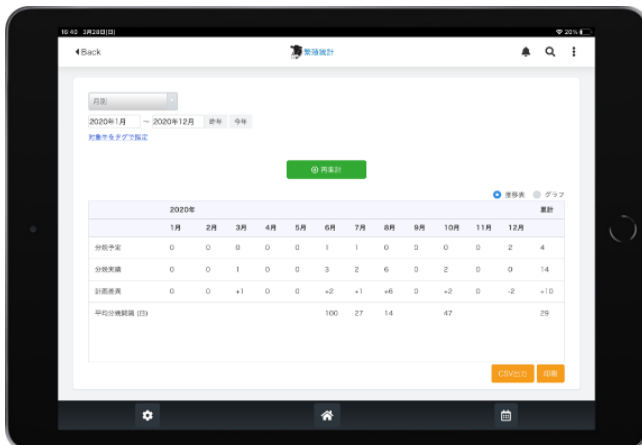 16:40 3月28日(日)
20%
Back
繁殖統計
月別
2020年1月 ～ 2020年12月 昨年 今年
対象牛をタグで指定
再集計
推移表 グラフ
2020年 累計
1月 2月 3月 4月 5月 6月 7月 8月 9月 10月 11月 12月
分娩予定 0 0 0 0 0 1 1 0 0 0 0 2 4
分娩実績 0 0 1 0 0 3 2 6 0 2 0 0 14
計画差異 0 0 +1 0 0 +2 +1 +6 0 +2 0 -2 +10
平均分娩間隔 (日) 100 27 14 47 29
CSV出力 印刷